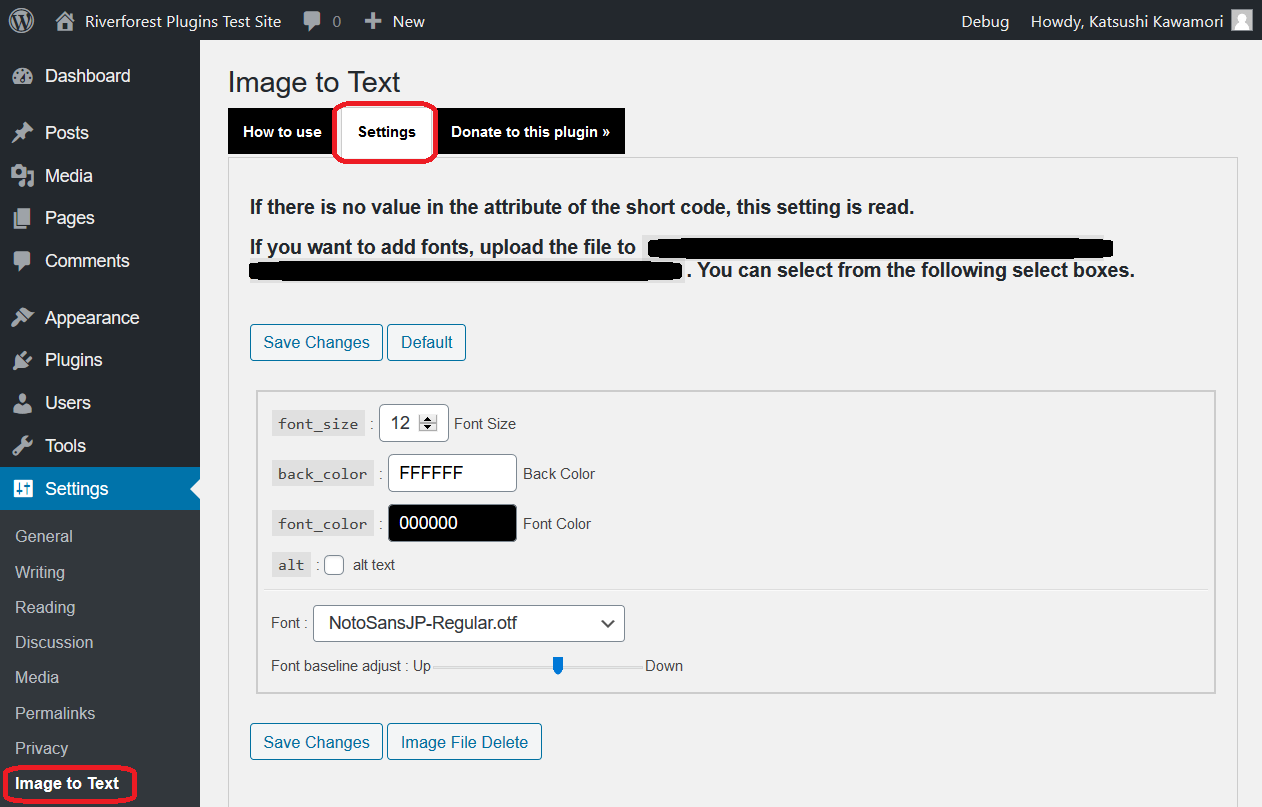 Riverforest Plugins Test Site 0 New Debug Howdy, Katsushi Kawamori
Dashboard
Posts
Media
Pages
Comments
Appearance
Plugins
Users
Tools
Settings
General
Writing
Reading
Discussion
Media
Permalinks
Privacy
Image to Text
Image to Text
How to use Settings Donate to this plugin »
If there is no value in the attribute of the short code, this setting is read.
If you want to add fonts, upload the file to
. You can select from the following select boxes.
Save Changes Default
font_size : 12 Font Size
back_color : FFFFFF Back Color
font_color : 000000 Font Color
alt : alt text
Font : NotoSansJP-Regular.otf
Font baseline adjust : Up Down
Save Changes Image File Delete